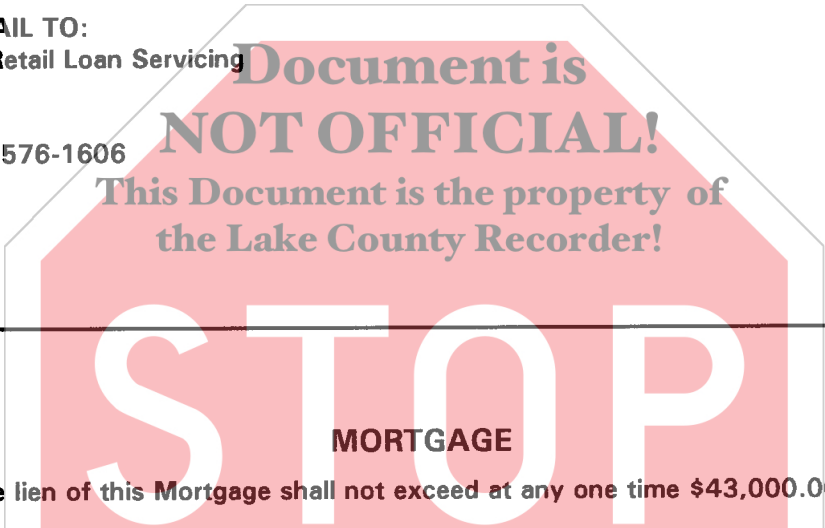 AIL TO:
Retail Loan Servicing
Document is
NOT OFFICIAL!
576-1606
This Document is the property of
the Lake County Recorder!
STOP
MORTGAGE
lien of this Mortgage shall not exceed at any one time $43,000.0